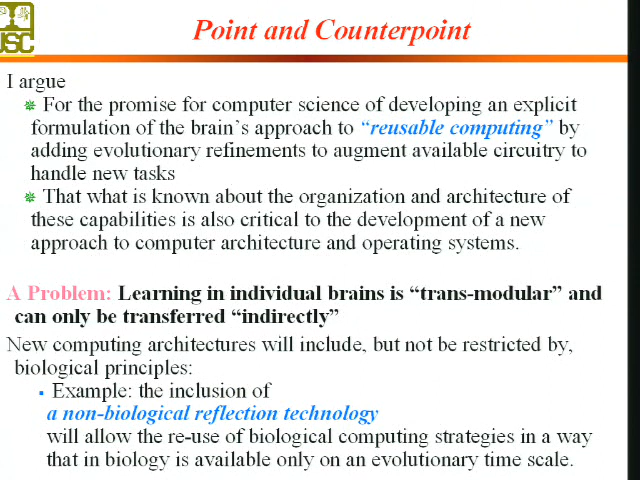 USC
Point and Counterpoint
I argue
For the promise for computer science of developing an explicit
formulation of the brain's approach to “reusable computing” by
adding evolutionary refinements to augment available circuitry to
handle new tasks
That what is known about the organization and architecture of
these capabilities is also critical to the development of a new
approach to computer architecture and operating systems.
A Problem: Learning in individual brains is “trans-modular” and
can only be transferred “indirectly”
New computing architectures will include, but not be restricted by,
biological principles:
Example: the inclusion of
a non-biological reflection technology
will allow the re-use of biological computing strategies in a way
that in biology is available only on an evolutionary time scale.